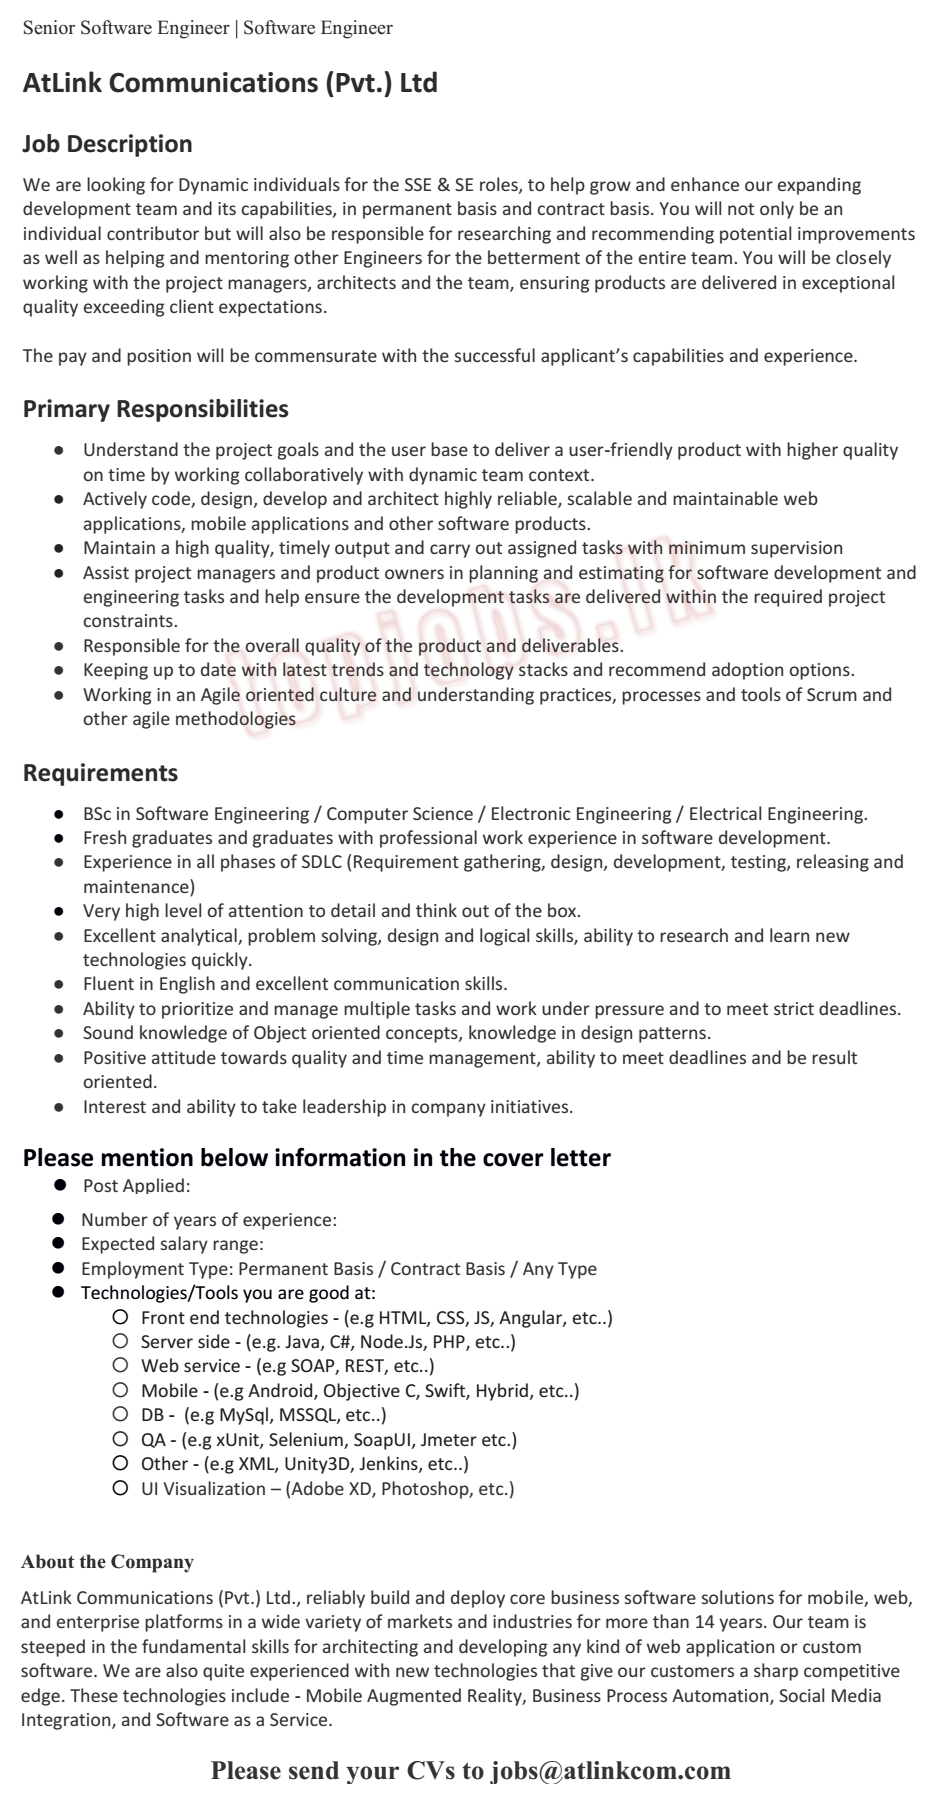 Senior Software Engineer | Software Engineer
AtLink Communications (Pvt.) Ltd
Job Description
We are looking for Dynamic individuals for the SSE & SE roles, to help grow and enhance our expanding
development team and its capabilities, in permanent basis and contract basis. You will not only be an
individual contributor but will also be responsible for researching and recommending potential improvements
as well as helping and mentoring other Engineers for the betterment of the entire team. You will be closely
working with the project managers, architects and the team, ensuring products are delivered in exceptional
quality exceeding client expectations.
The pay and position will be commensurate with the successful applicant’s capabilities and experience.
Primary Responsibilities
● Understand the project goals and the user base to deliver a user-friendly product with higher quality
on time by working collaboratively with dynamic team context.
● Actively code, design, develop and architect highly reliable, scalable and maintainable web
applications, mobile applications and other software products.
● Maintain a high quality, timely output and carry out assigned tasks with minimum supervision
● Assist project managers and product owners in planning and estimating for software development and
engineering tasks and help ensure the development tasks are delivered within the required project
constraints.
● Responsible for the overall quality of the product and deliverables.
● Keeping up to date with latest trends and technology stacks and recommend adoption options.
● Working in an Agile oriented culture and understanding practices, processes and tools of Scrum and
other agile methodologies
topjobs.lk
Requirements
● BSc in Software Engineering / Computer Science / Electronic Engineering / Electrical Engineering.
● Fresh graduates and graduates with professional work experience in software development.
● Experience in all phases of SDLC (Requirement gathering, design, development, testing, releasing and
maintenance)
● Very high level of attention to detail and think out of the box.
● Excellent analytical, problem solving, design and logical skills, ability to research and learn new
technologies quickly.
● Fluent in English and excellent communication skills.
● Ability to prioritize and manage multiple tasks and work under pressure and to meet strict deadlines.
● Sound knowledge of Object oriented concepts, knowledge in design patterns.
● Positive attitude towards quality and time management, ability to meet deadlines and be result
oriented.
● Interest and ability to take leadership in company initiatives.
Please mention below information in the cover letter
● Post Applied:
● Number of years of experience:
● Expected salary range:
● Employment Type: Permanent Basis / Contract Basis / Any Type
● Technologies/Tools you are good at:
○ Front end technologies - (e.g HTML, CSS, JS, Angular, etc..)
○ Server side - (e.g. Java, C#, Node.Js, PHP, etc..)
○ Web service - (e.g SOAP, REST, etc..)
○ Mobile - (e.g Android, Objective C, Swift, Hybrid, etc..)
○ DB - (e.g MySql, MSSQL, etc..)
○ QA - (e.g xUnit, Selenium, SoapUI, Jmeter etc.)
○ Other - (e.g XML, Unity3D, Jenkins, etc..)
○ UI Visualization – (Adobe XD, Photoshop, etc.)
About the Company
AtLink Communications (Pvt.) Ltd., reliably build and deploy core business software solutions for mobile, web,
and enterprise platforms in a wide variety of markets and industries for more than 14 years. Our team is
steeped in the fundamental skills for architecting and developing any kind of web application or custom
software. We are also quite experienced with new technologies that give our customers a sharp competitive
edge. These technologies include - Mobile Augmented Reality, Business Process Automation, Social Media
Integration, and Software as a Service.
Please send your CVs to jobs@atlinkcom.com